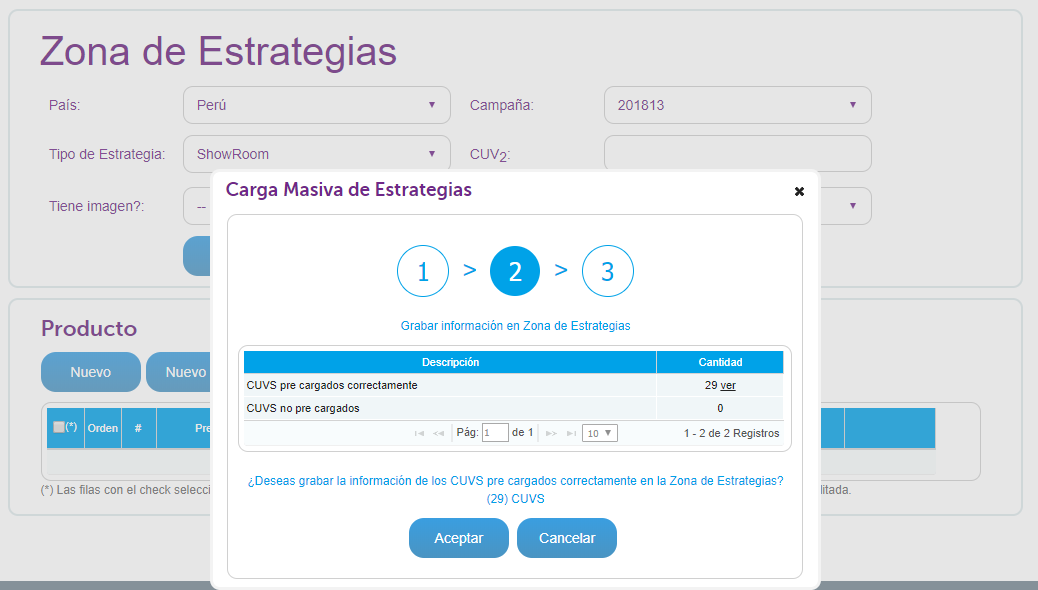 Zona de Estrategias
País: Perú ▼ Campaña: 201813 ▼
Tipo de Estrategia: ShowRoom ▼ CUV2:
Carga Masiva de Estrategias ✖
Tiene imagen?: -- ▼
1 > 2 > 3
Grabar información en Zona de Estrategias
Producto
Descripción Cantidad
Nuevo Nuevo
CUVS pre cargados correctamente 29 ver
CUVS no pre cargados 0
(*) Orden # Pre
Pág: 1 de 1 10 ▼ 1 - 2 de 2 Registros
¿Deseas grabar la información de los CUVS pre cargados correctamente en la Zona de Estrategias?
(*) Las filas con el check selecci
(29) CUVS
Aceptar Cancelar